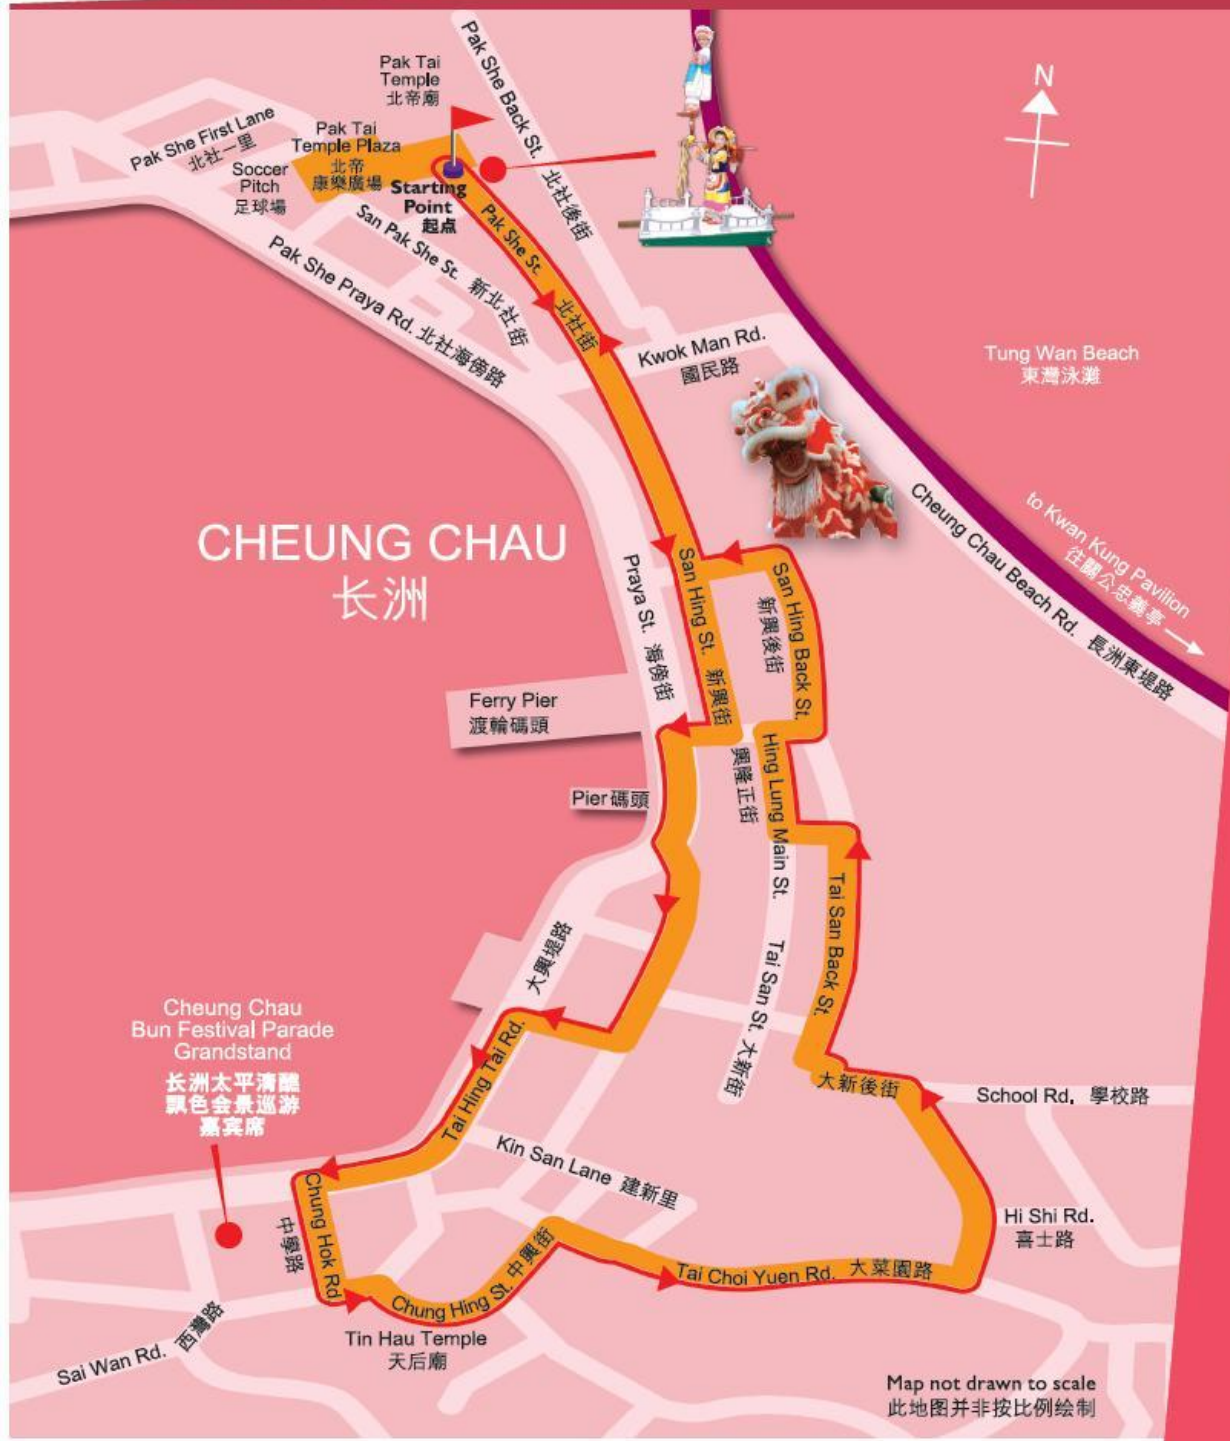 N
Pak She Back St. 北社後街
Pak Tai
Temple
北帝廟
Pak She First Lane
北社一里
Pak Tai
Temple Plaza
北帝
康樂廣場
Soccer
Pitch
足球場
Starting
Point
起点
San Pak She St. 新北社街
Pak She St. 北社街
Pak She Praya Rd. 北社海傍路
Kwok Man Rd.
國民路
Tung Wan Beach
東灣泳灘
to Kwan Kung Pavilion
往關公忠義亭
Cheung Chau Beach Rd. 長洲東堤路
CHEUNG CHAU
长洲
Praya St. 海傍街
San Hing St. 新興街
San Hing Back St.
新興後街
Ferry Pier
渡輪碼頭
Pier 碼頭
Hing Lung Main St.
興隆正街
Tai San Back St.
大新後街
Tai San St. 大新街
大興堤路
Tai Hing Tai Rd.
Cheung Chau
Bun Festival Parade
Grandstand
长洲太平清醮
飘色会景巡游
嘉宾席
School Rd, 學校路
Kin San Lane 建新里
Hi Shi Rd.
喜士路
Chung Hok Rd
中學路
Chung Hing St. 中興街
Tai Choi Yuen Rd. 大菜園路
Tin Hau Temple
天后廟
Sai Wan Rd. 西灣路
Map not drawn to scale
此地图并非按比例绘制